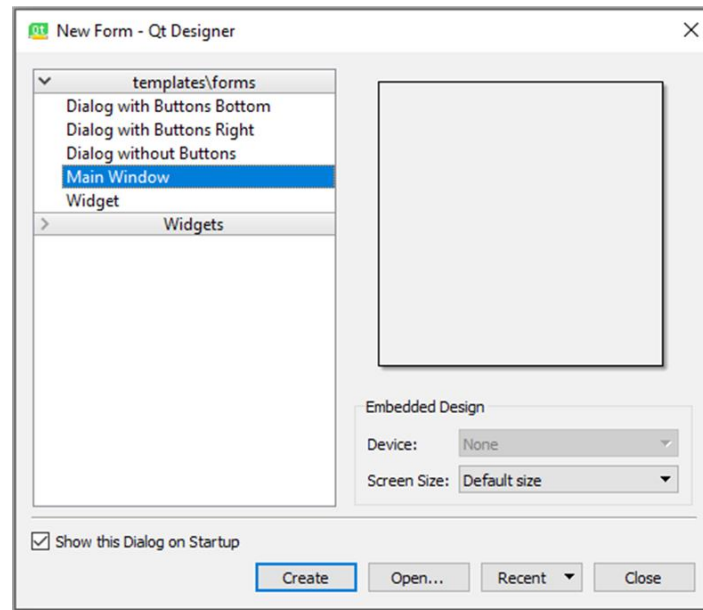 New Form - Qt Designer
templates\forms
Dialog with Buttons Bottom
Dialog with Buttons Right
Dialog without Buttons
Main Window
Widget
Widgets
Embedded Design
Device: None
Screen Size: Default size
Show this Dialog on Startup
Create Open... Recent Close